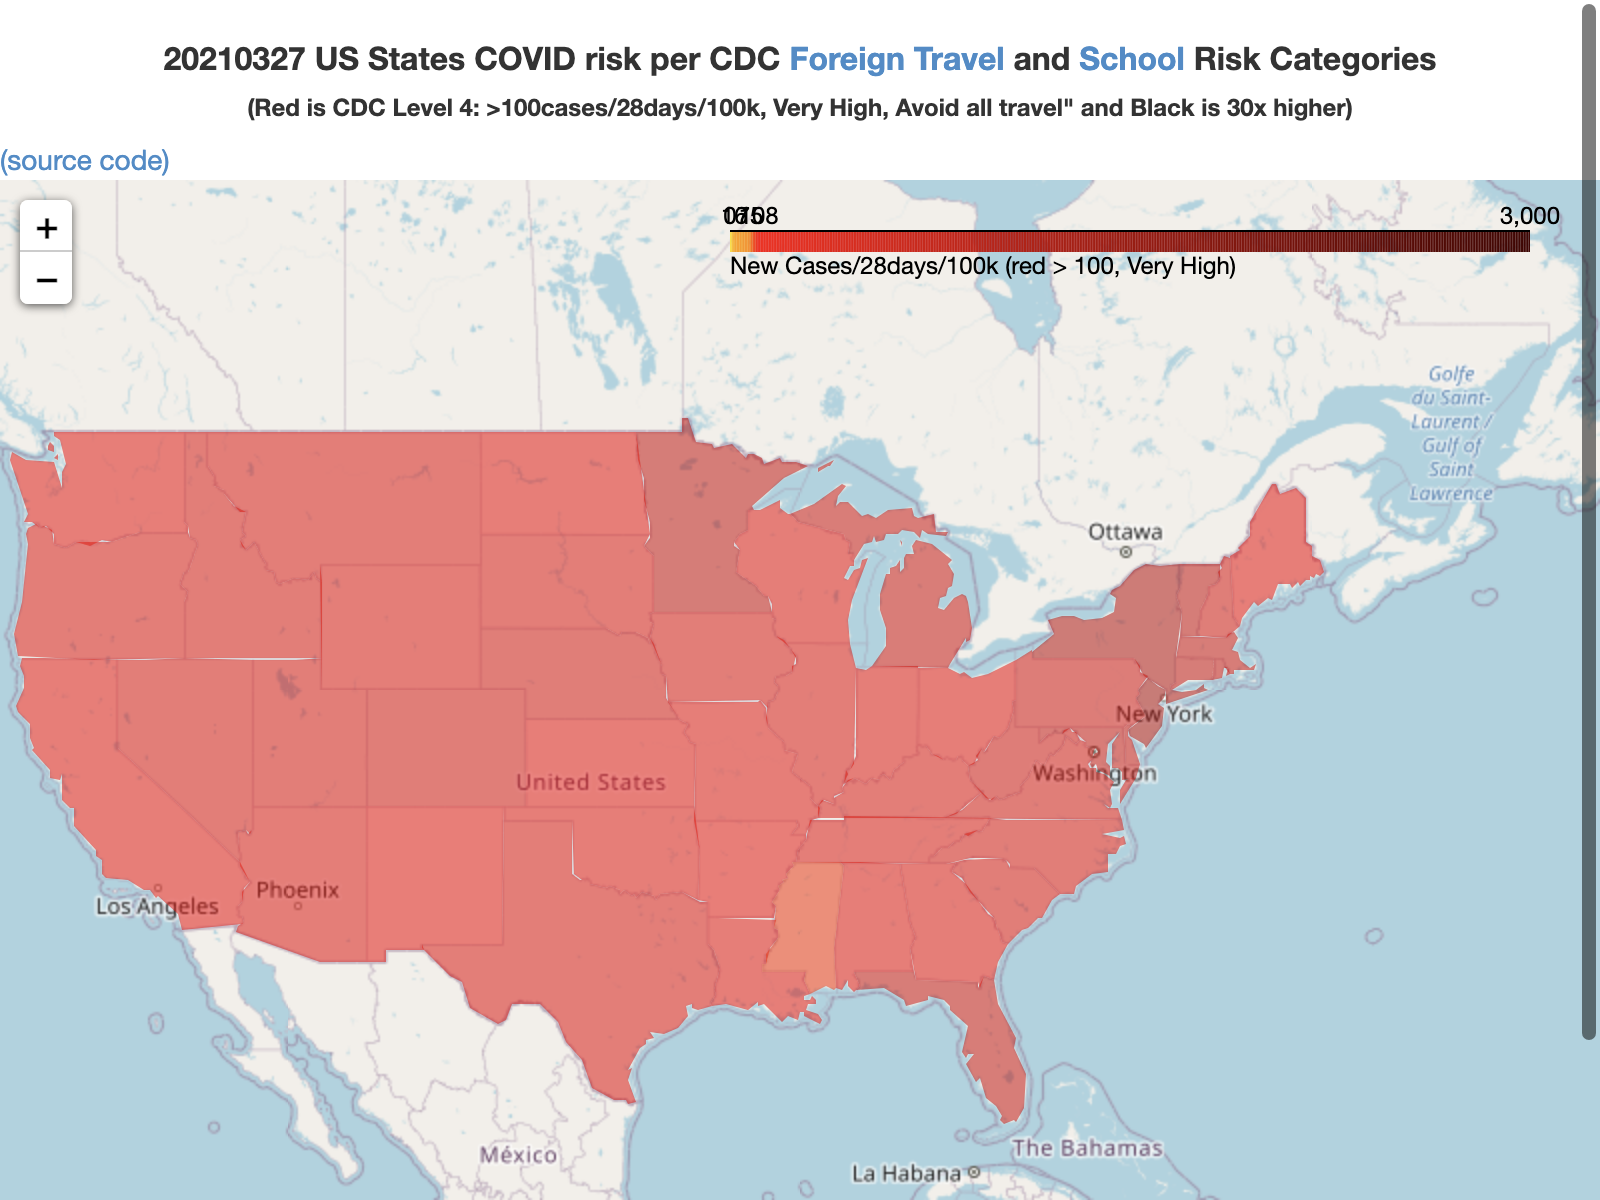 20210327 US States COVID risk per CDC Foreign Travel and School Risk Categories
(Red is CDC Level 4: >100cases/28days/100k, Very High, Avoid all travel" and Black is 30x higher)
(source code)
+
−
3,000
New Cases/28days/100k (red > 100, Very High)
Golfe
du Saint-
Laurent /
Gulf of
Saint
Lawrence
Ottawa
New York
Washington
United States
Phoenix
Los Angeles
The Bahamas
México
La Habana